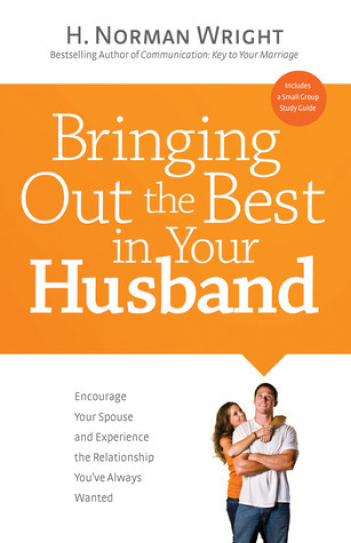 H. Norman Wright
Bestselling Author of Communication: Key to Your Marriage
Includes
a Small Group
Study Guide
Bringing
Out the Best
in Your
Husband
Encourage
Your Spouse
and Experience
the Relationship
You've Always
Wanted